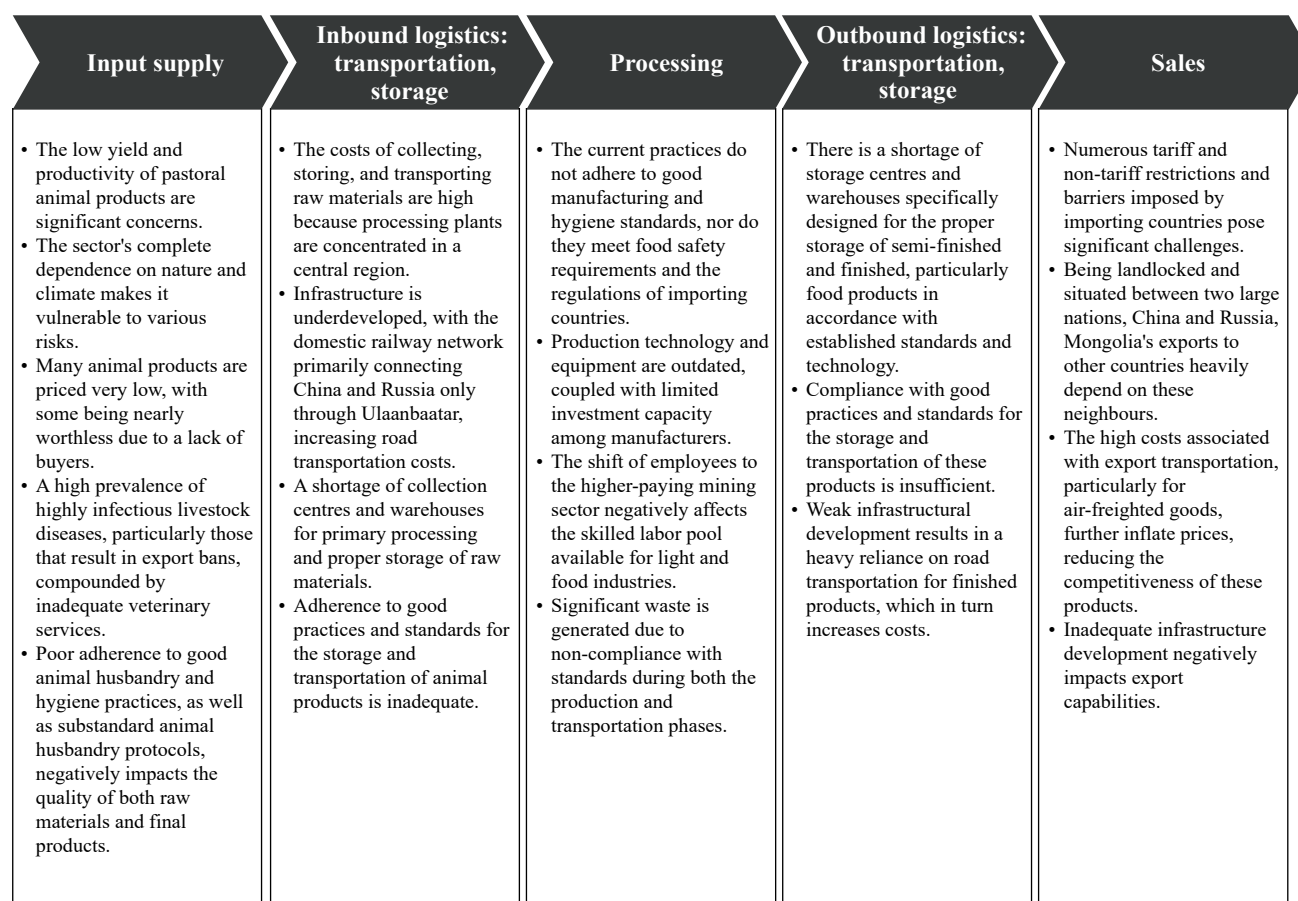 Input supply
Inbound logistics:
transportation,
storage
Processing
Outbound logistics:
transportation,
storage
Sales
• The low yield and
productivity of pastoral
animal products are
significant concerns.
• The sector's complete
dependence on nature and
climate makes it
vulnerable to various
risks.
• Many animal products are
priced very low, with
some being nearly
worthless due to a lack of
buyers.
• A high prevalence of
highly infectious livestock
diseases, particularly those
that result in export bans,
compounded by
inadequate veterinary
services.
• Poor adherence to good
animal husbandry and
hygiene practices, as well
as substandard animal
husbandry protocols,
negatively impacts the
quality of both raw
materials and final
products.
• The costs of collecting,
storing, and transporting
raw materials are high
because processing plants
are concentrated in a
central region.
• Infrastructure is
underdeveloped, with the
domestic railway network
primarily connecting
China and Russia only
through Ulaanbaatar,
increasing road
transportation costs.
• A shortage of collection
centres and warehouses
for primary processing
and proper storage of raw
materials.
• Adherence to good
practices and standards for
the storage and
transportation of animal
products is inadequate.
• The current practices do
not adhere to good
manufacturing and
hygiene standards, nor do
they meet food safety
requirements and the
regulations of importing
countries.
• Production technology and
equipment are outdated,
coupled with limited
investment capacity
among manufacturers.
• The shift of employees to
the higher-paying mining
sector negatively affects
the skilled labor pool
available for light and
food industries.
• Significant waste is
generated due to
non-compliance with
standards during both the
production and
transportation phases.
• There is a shortage of
storage centres and
warehouses specifically
designed for the proper
storage of semi-finished
and finished, particularly
food products in
accordance with
established standards and
technology.
• Compliance with good
practices and standards for
the storage and
transportation of these
products is insufficient.
• Weak infrastructural
development results in a
heavy reliance on road
transportation for finished
products, which in turn
increases costs.
• Numerous tariff and
non-tariff restrictions and
barriers imposed by
importing countries pose
significant challenges.
• Being landlocked and
situated between two large
nations, China and Russia,
Mongolia's exports to
other countries heavily
depend on these
neighbours.
• The high costs associated
with export transportation,
particularly for
air-freighted goods,
further inflate prices,
reducing the
competitiveness of these
products.
• Inadequate infrastructure
development negatively
impacts export
capabilities.